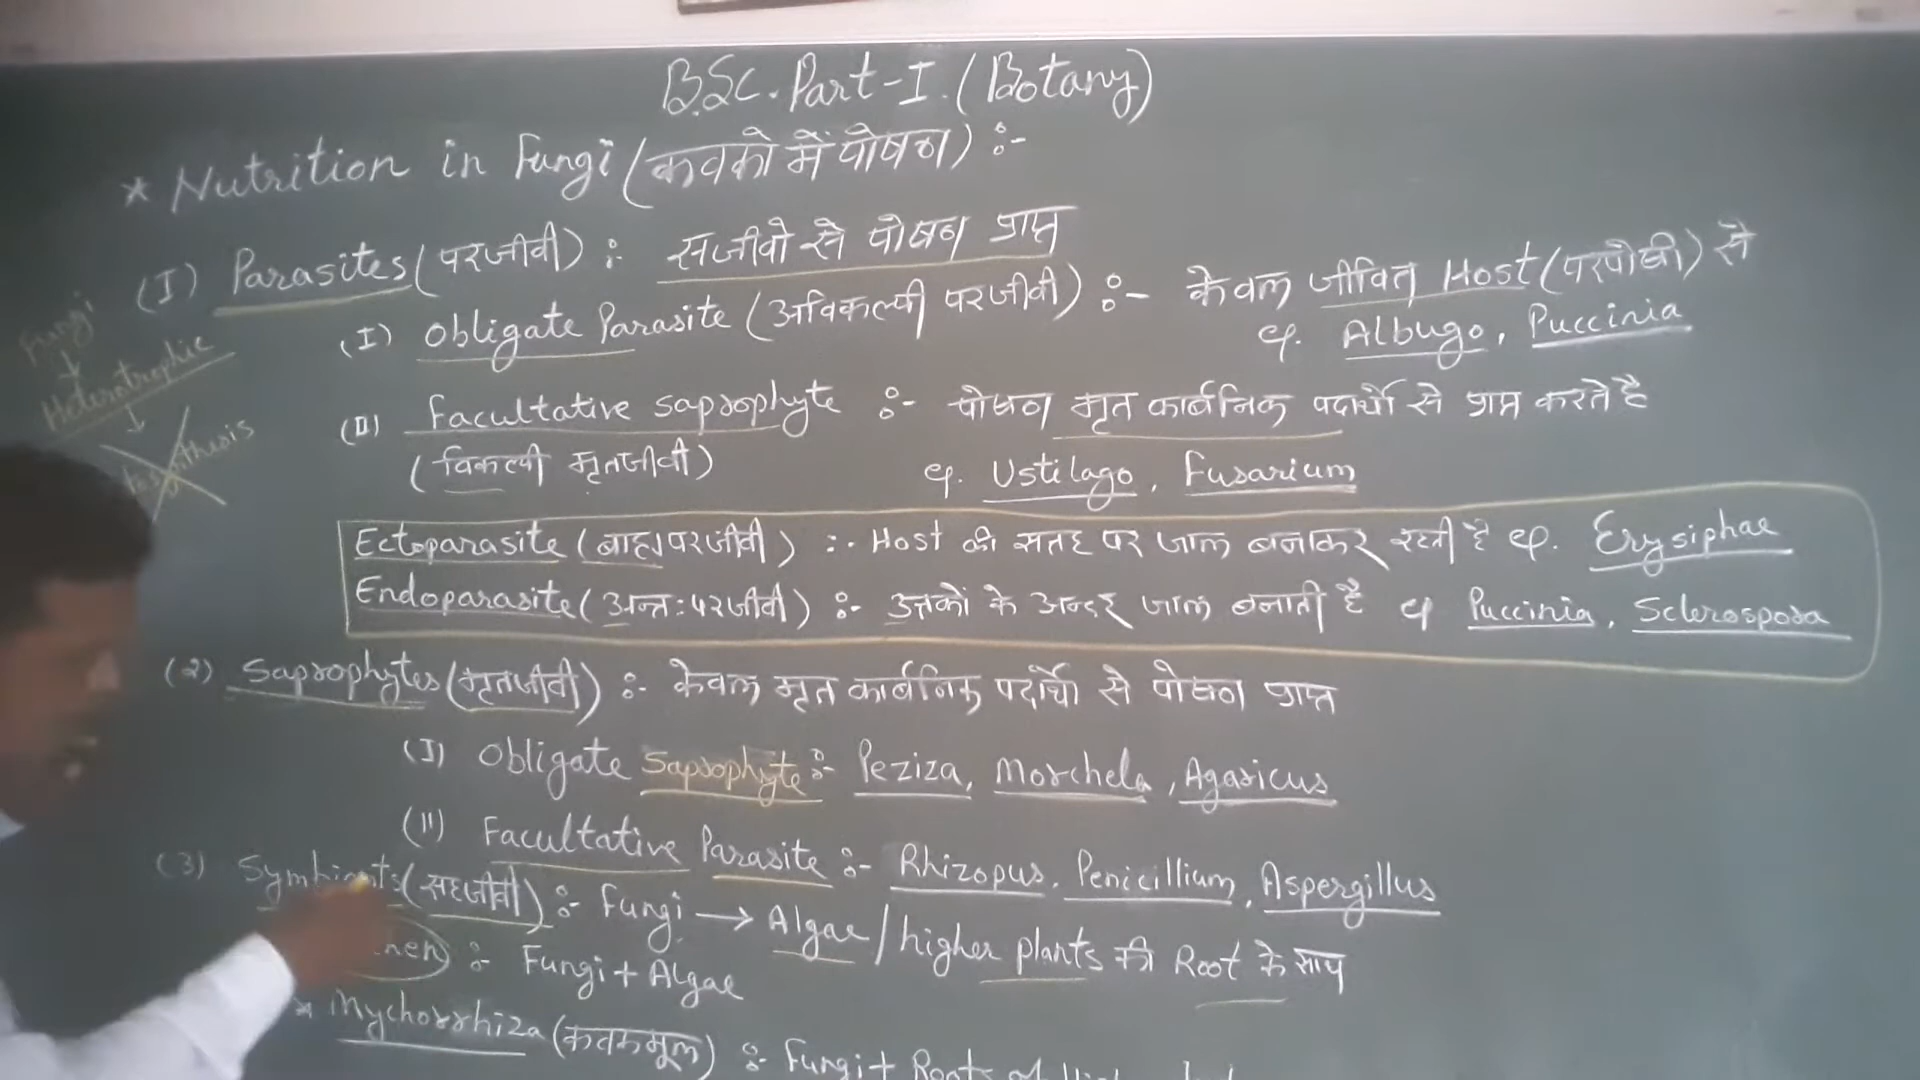 B.Sc. Part-I. (Botany)
* Nutrition in Fungi (कवको में पोषण) :-
(I) Parasites (परजीवी) :- सजीवो से पोषण प्राप्त
(I) Obligate Parasite (अविकल्पी परजीवी) :- केवल जीवित Host (परपोषी) से
eg. Albugo, Puccinia
(II) Facultative saprophyte :- पोषण मृत कार्बनिक पदार्थो से प्राप्त करते है
(विकल्पी मृतजीवी) eg. Ustilago, Fusarium
Fungi
↓
Heterotrophic
↓
Ectoparasite (बाह्यपरजीवी) :- Host की सतह पर जाल बनाकर रहती है eg. Erysiphae
Endoparasite (अन्त:परजीवी) :- उत्तकों के अन्दर जाल बनाती है eg Puccinia, Sclerospora
(2) Saprophytes (मृतजीवी) :- केवल मृत कार्बनिक पदार्थो से पोषण प्राप्त
(I) Obligate Saprophyte :- Peziza, Morchela, Agaricus
(II) Facultative Parasite :- Rhizopus, Penicillium, Aspergillus
(3) Symbionts (सहजीवी) :- Fungi → Algae / higher plants की Root के साथ
:- Fungi + Algae
* Mychorrhiza (कवकमूल) :- Fungi + Roots of